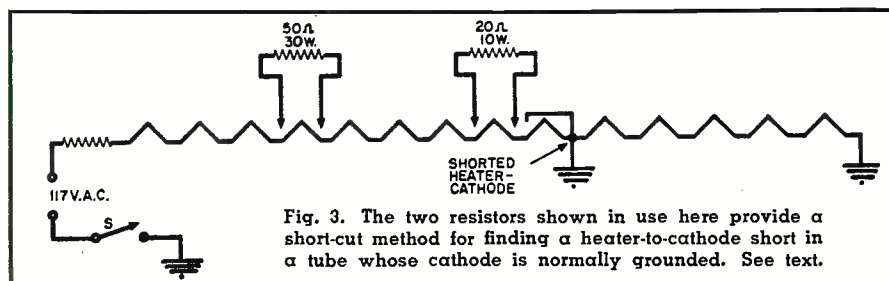 50Ω
30W.
20Ω
10W.
SHORTED
HEATER-
CATHODE
117V.A.C.
S
Fig. 3. The two resistors shown in use here provide a
short-cut method for finding a heater-to-cathode short in
a tube whose cathode is normally grounded. See text.